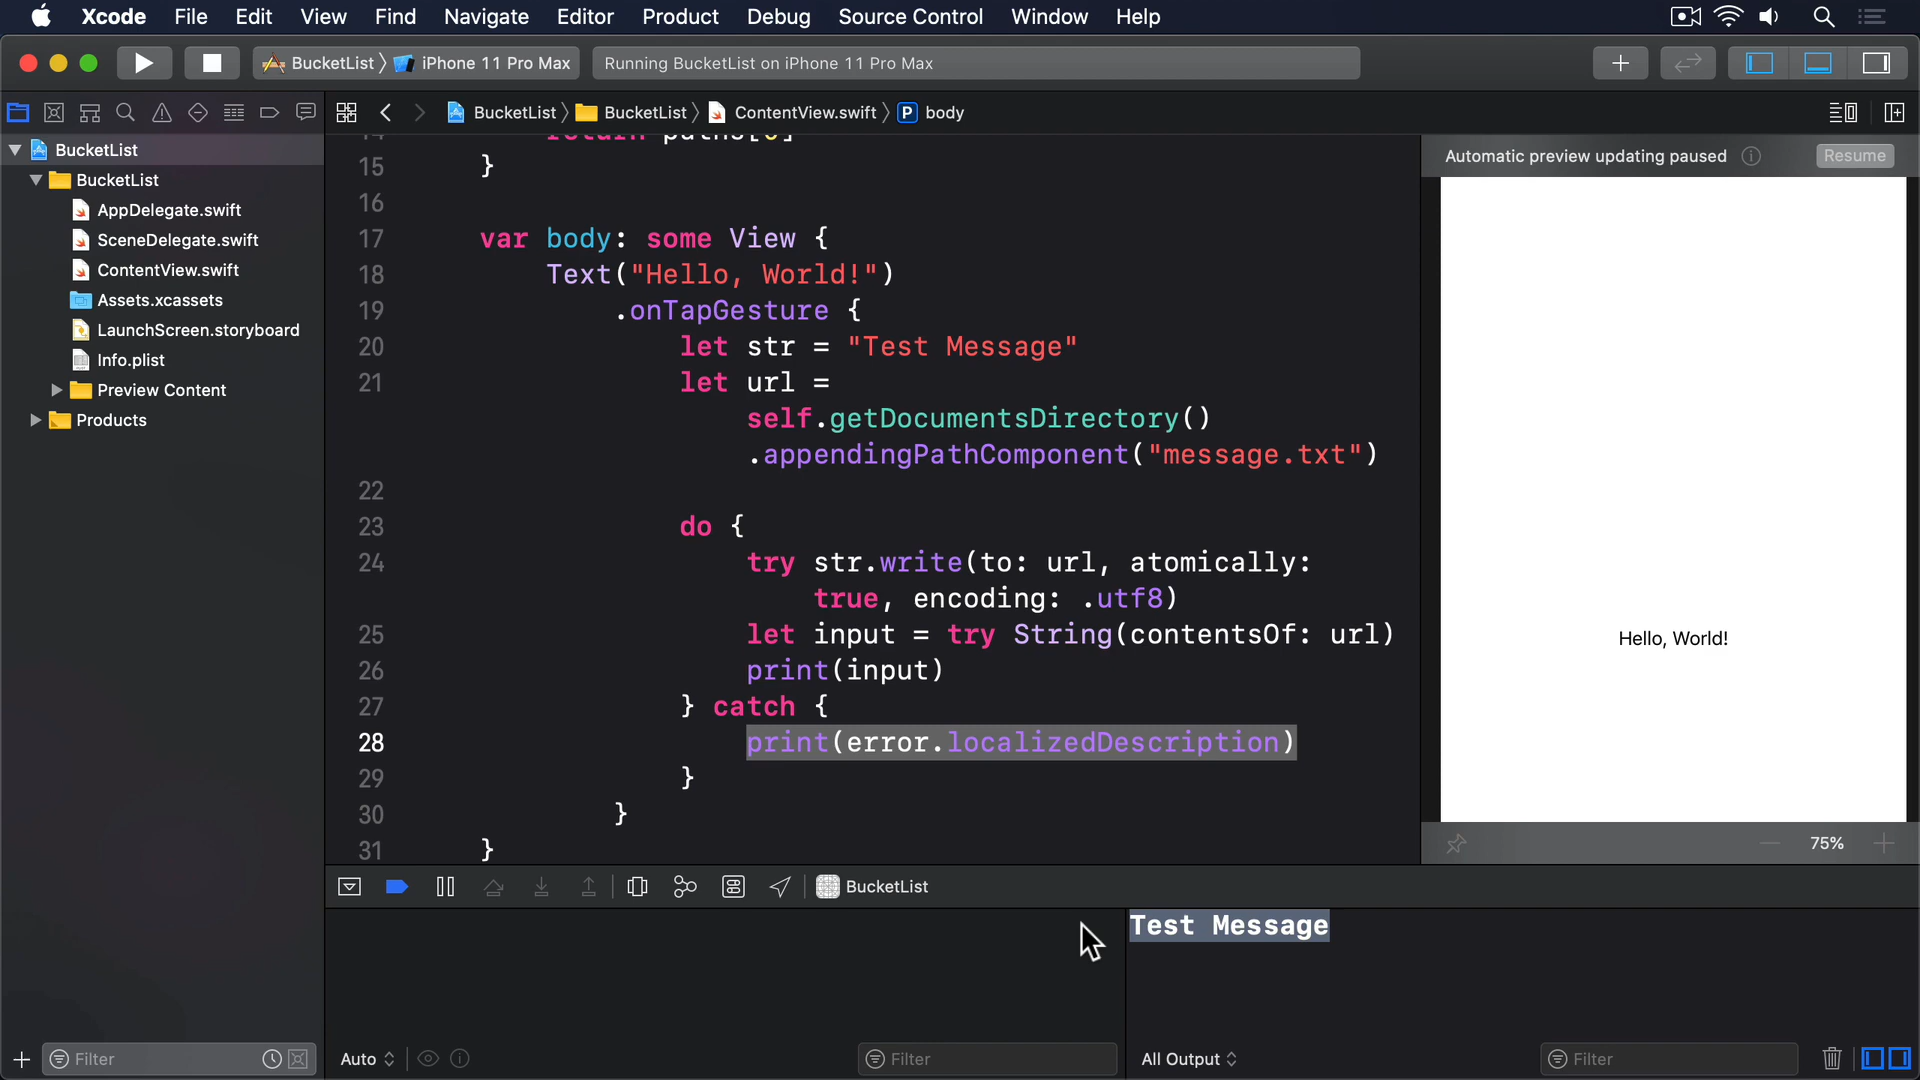 Xcode File Edit View Find Navigate Editor Product Debug Source Control Window Help
BucketList iPhone 11 Pro Max Running BucketList on iPhone 11 Pro Max
BucketList BucketList ContentView.swift P body
BucketList
BucketList
AppDelegate.swift
SceneDelegate.swift
ContentView.swift
Assets.xcassets
LaunchScreen.storyboard
Info.plist
Preview Content
Products
Filter
14 return paths[0]
15 }
16
17 var body: some View {
18 Text("Hello, World!")
19 .onTapGesture {
20 let str = "Test Message"
21 let url =
self.getDocumentsDirectory()
.appendingPathComponent("message.txt")
22
23 do {
24 try str.write(to: url, atomically:
true, encoding: .utf8)
25 let input = try String(contentsOf: url)
26 print(input)
27 } catch {
28 print(error.localizedDescription)
29 }
30 }
31 }
Automatic preview updating paused Resume
Hello, World!
75%
BucketList
Test Message
Auto Filter
All Output Filter